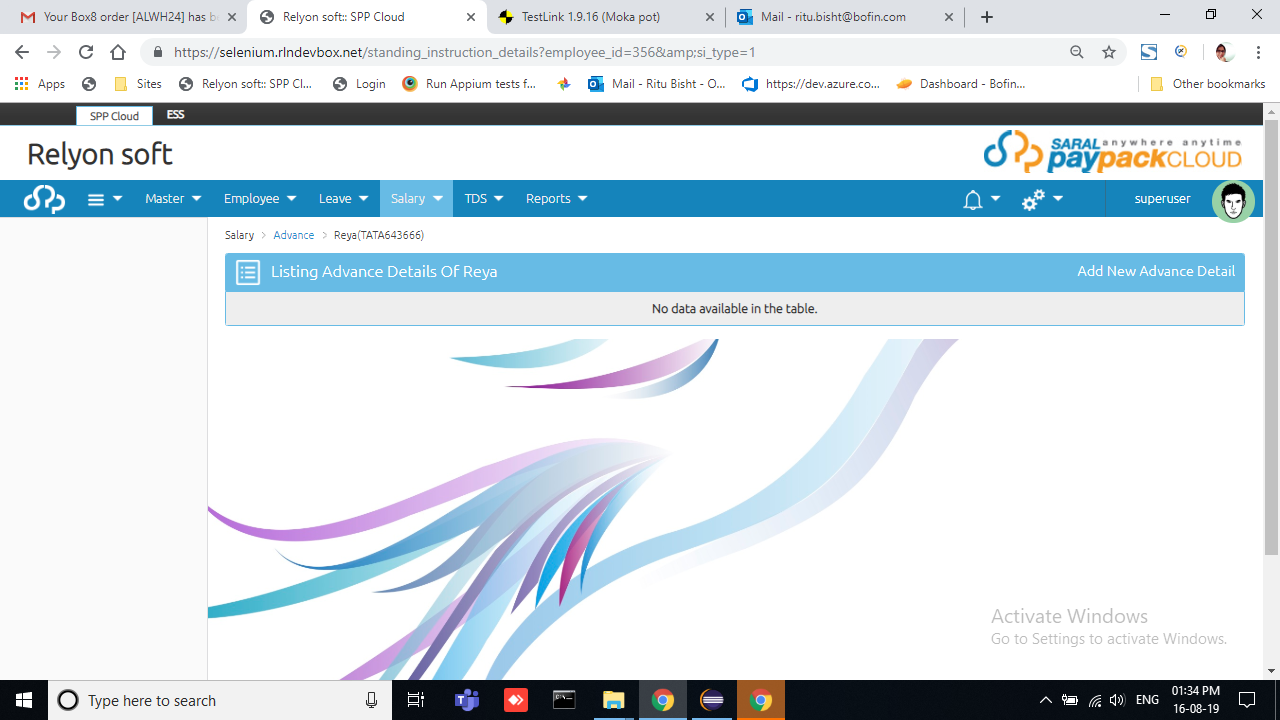 Your Box8 order [ALWH24] has b
Relyon soft:: SPP Cloud
TestLink 1.9.16 (Moka pot)
Mail - ritu.bisht@bofin.com
https://selenium.rlndevbox.net/standing_instruction_details?employee_id=356&amp;si_type=1
Apps
Sites
Relyon soft:: SPP Cl...
Login
Run Appium tests f...
Mail - Ritu Bisht - O...
https://dev.azure.co...
Dashboard - Bofin...
Other bookmarks
SPP Cloud
ESS
Relyon soft
SARAL anywhere anytime
paypackCLOUD
Master
Employee
Leave
Salary
TDS
Reports
superuser
Salary > Advance > Reya(TATA643666)
Listing Advance Details Of Reya
Add New Advance Detail
No data available in the table.
Activate Windows
Go to Settings to activate Windows.
Type here to search
ENG
01:34 PM
16-08-19